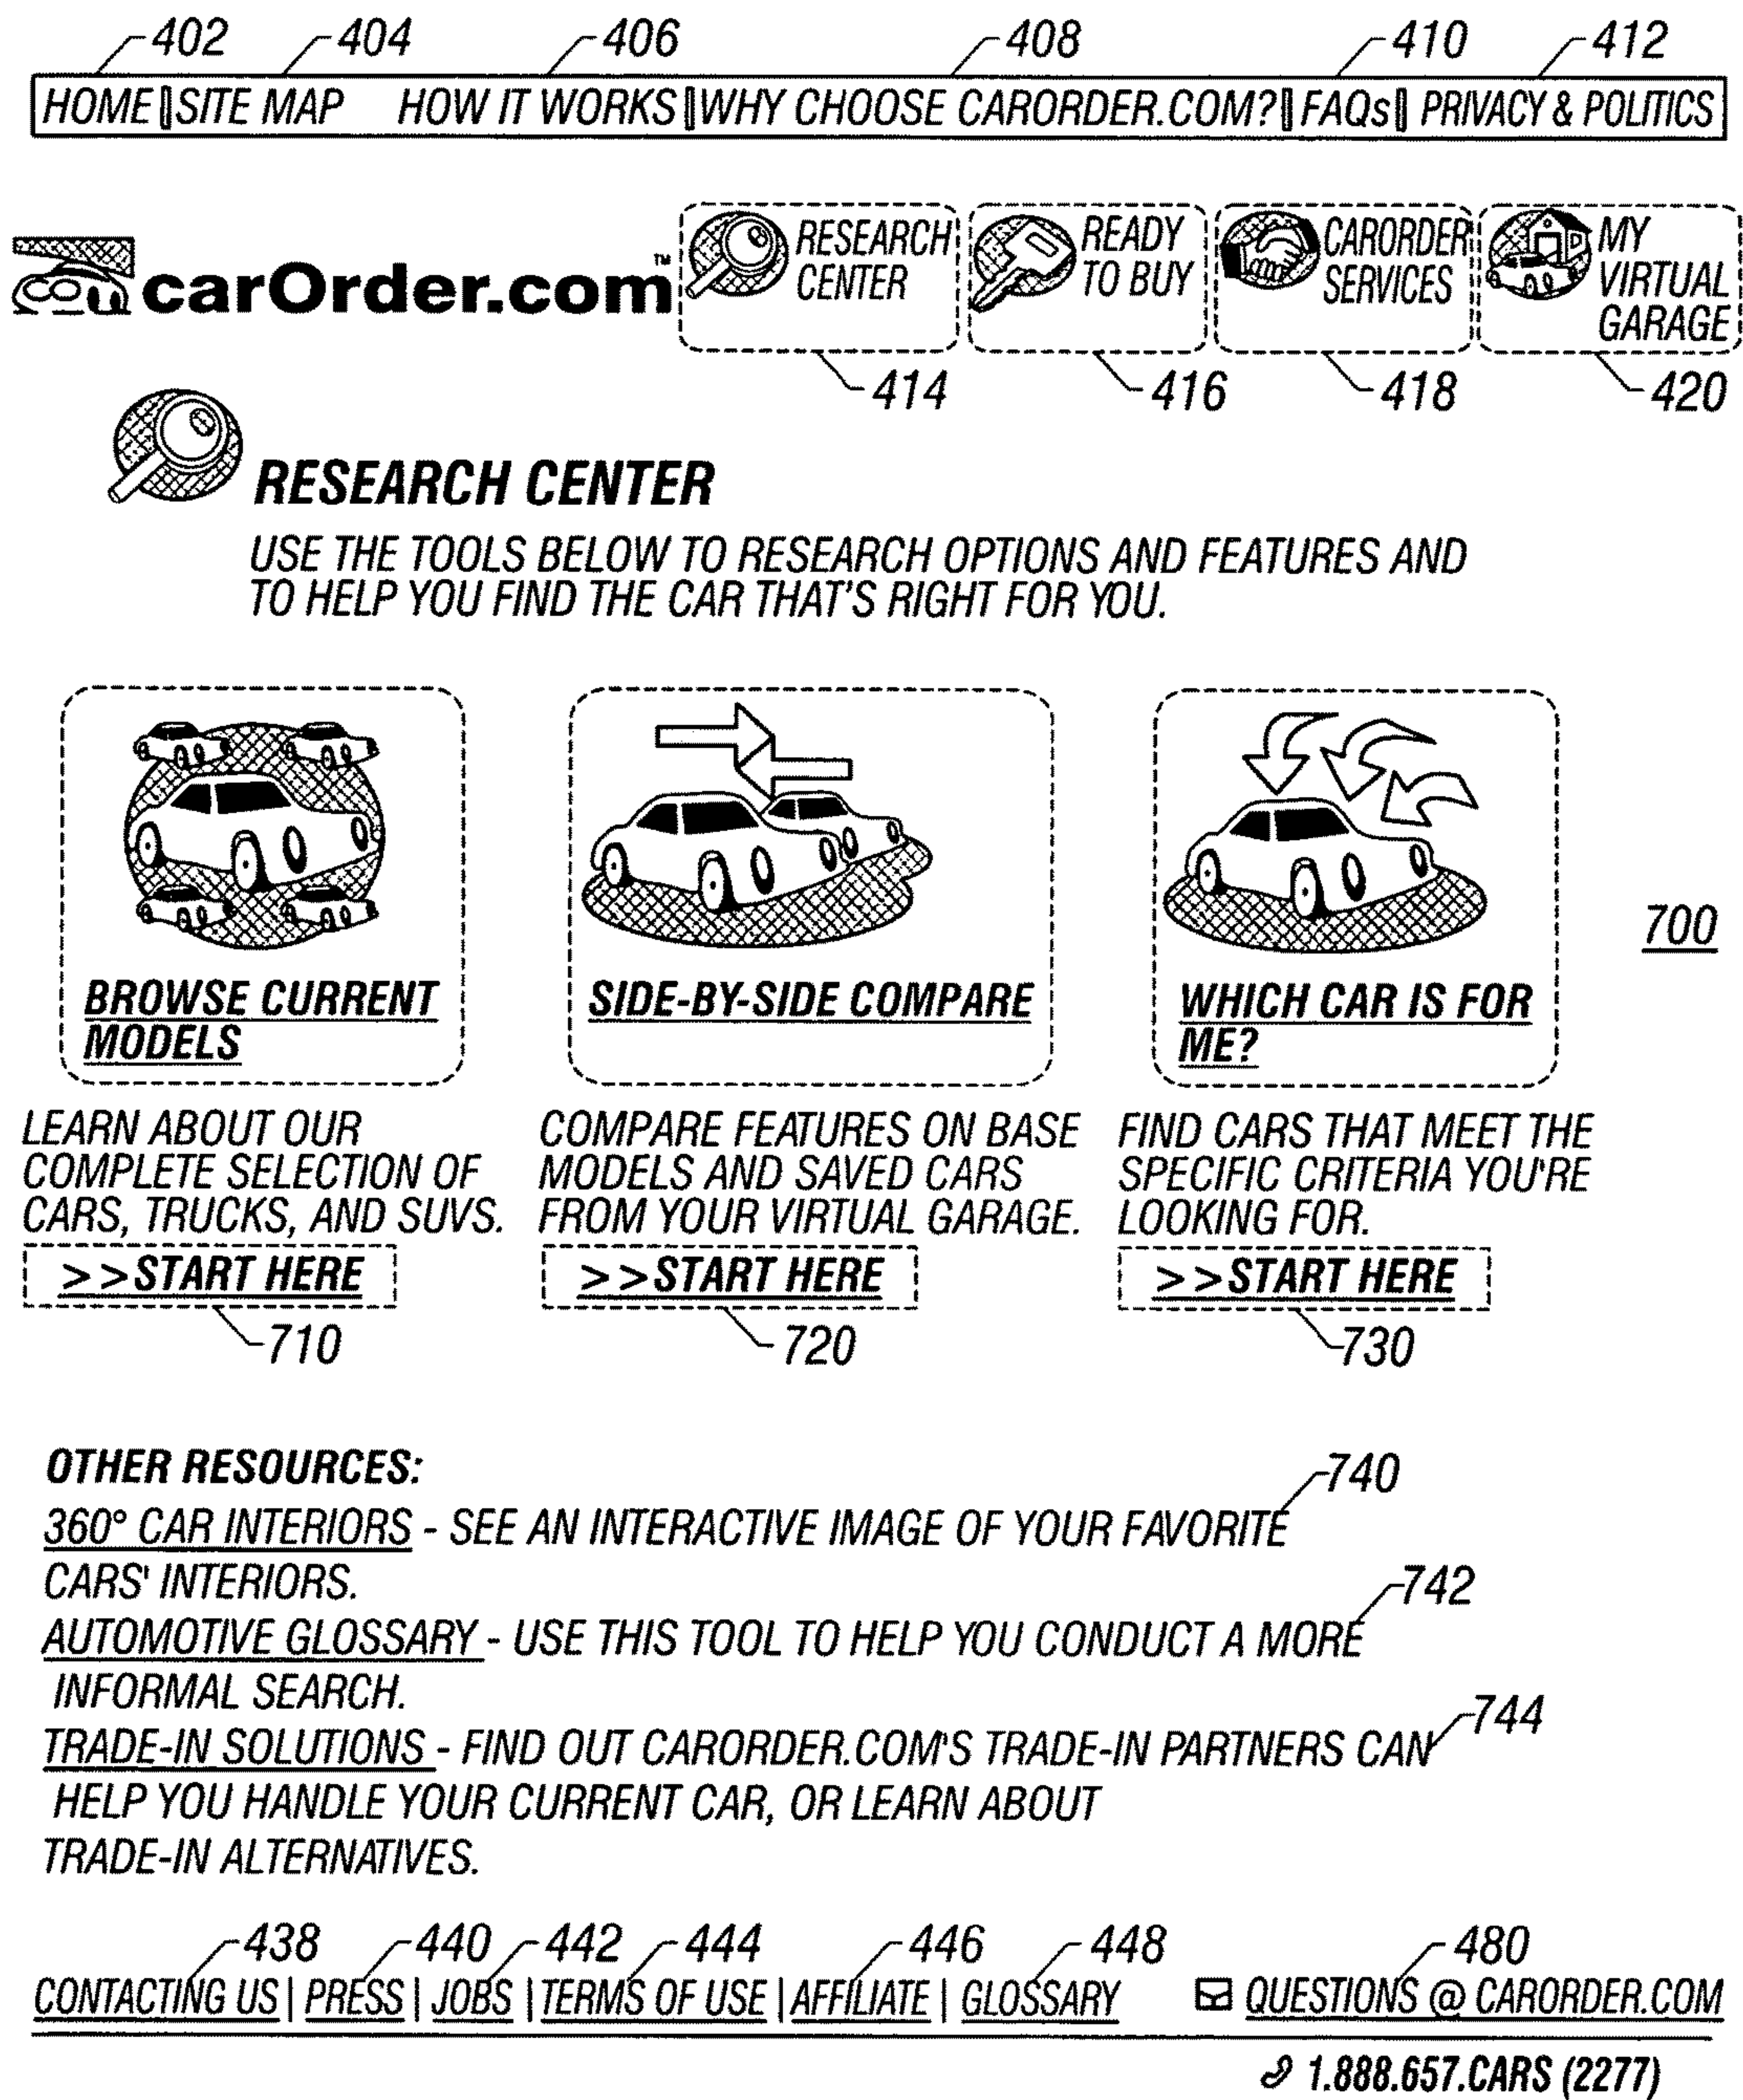 402 404 406 408 410 412
HOME SITE MAP HOW IT WORKS WHY CHOOSE CARORDER.COM? FAQs PRIVACY & POLITICS
carOrder.com™
RESEARCH CENTER
READY TO BUY
CARORDER SERVICES
MY VIRTUAL GARAGE
414 416 418 420
RESEARCH CENTER
USE THE TOOLS BELOW TO RESEARCH OPTIONS AND FEATURES AND
TO HELP YOU FIND THE CAR THAT'S RIGHT FOR YOU.
700
BROWSE CURRENT
MODELS
LEARN ABOUT OUR
COMPLETE SELECTION OF
CARS, TRUCKS, AND SUVS.
>>START HERE
710
SIDE-BY-SIDE COMPARE
COMPARE FEATURES ON BASE
MODELS AND SAVED CARS
FROM YOUR VIRTUAL GARAGE.
>>START HERE
720
WHICH CAR IS FOR
ME?
FIND CARS THAT MEET THE
SPECIFIC CRITERIA YOU'RE
LOOKING FOR.
>>START HERE
730
OTHER RESOURCES:
740
360° CAR INTERIORS - SEE AN INTERACTIVE IMAGE OF YOUR FAVORITE
CARS' INTERIORS.
742
AUTOMOTIVE GLOSSARY - USE THIS TOOL TO HELP YOU CONDUCT A MORE
INFORMAL SEARCH.
744
TRADE-IN SOLUTIONS - FIND OUT CARORDER.COM'S TRADE-IN PARTNERS CAN
HELP YOU HANDLE YOUR CURRENT CAR, OR LEARN ABOUT
TRADE-IN ALTERNATIVES.
438 440 442 444 446 448 480
CONTACTING US | PRESS | JOBS | TERMS OF USE | AFFILIATE | GLOSSARY QUESTIONS @ CARORDER.COM
1.888.657.CARS (2277)